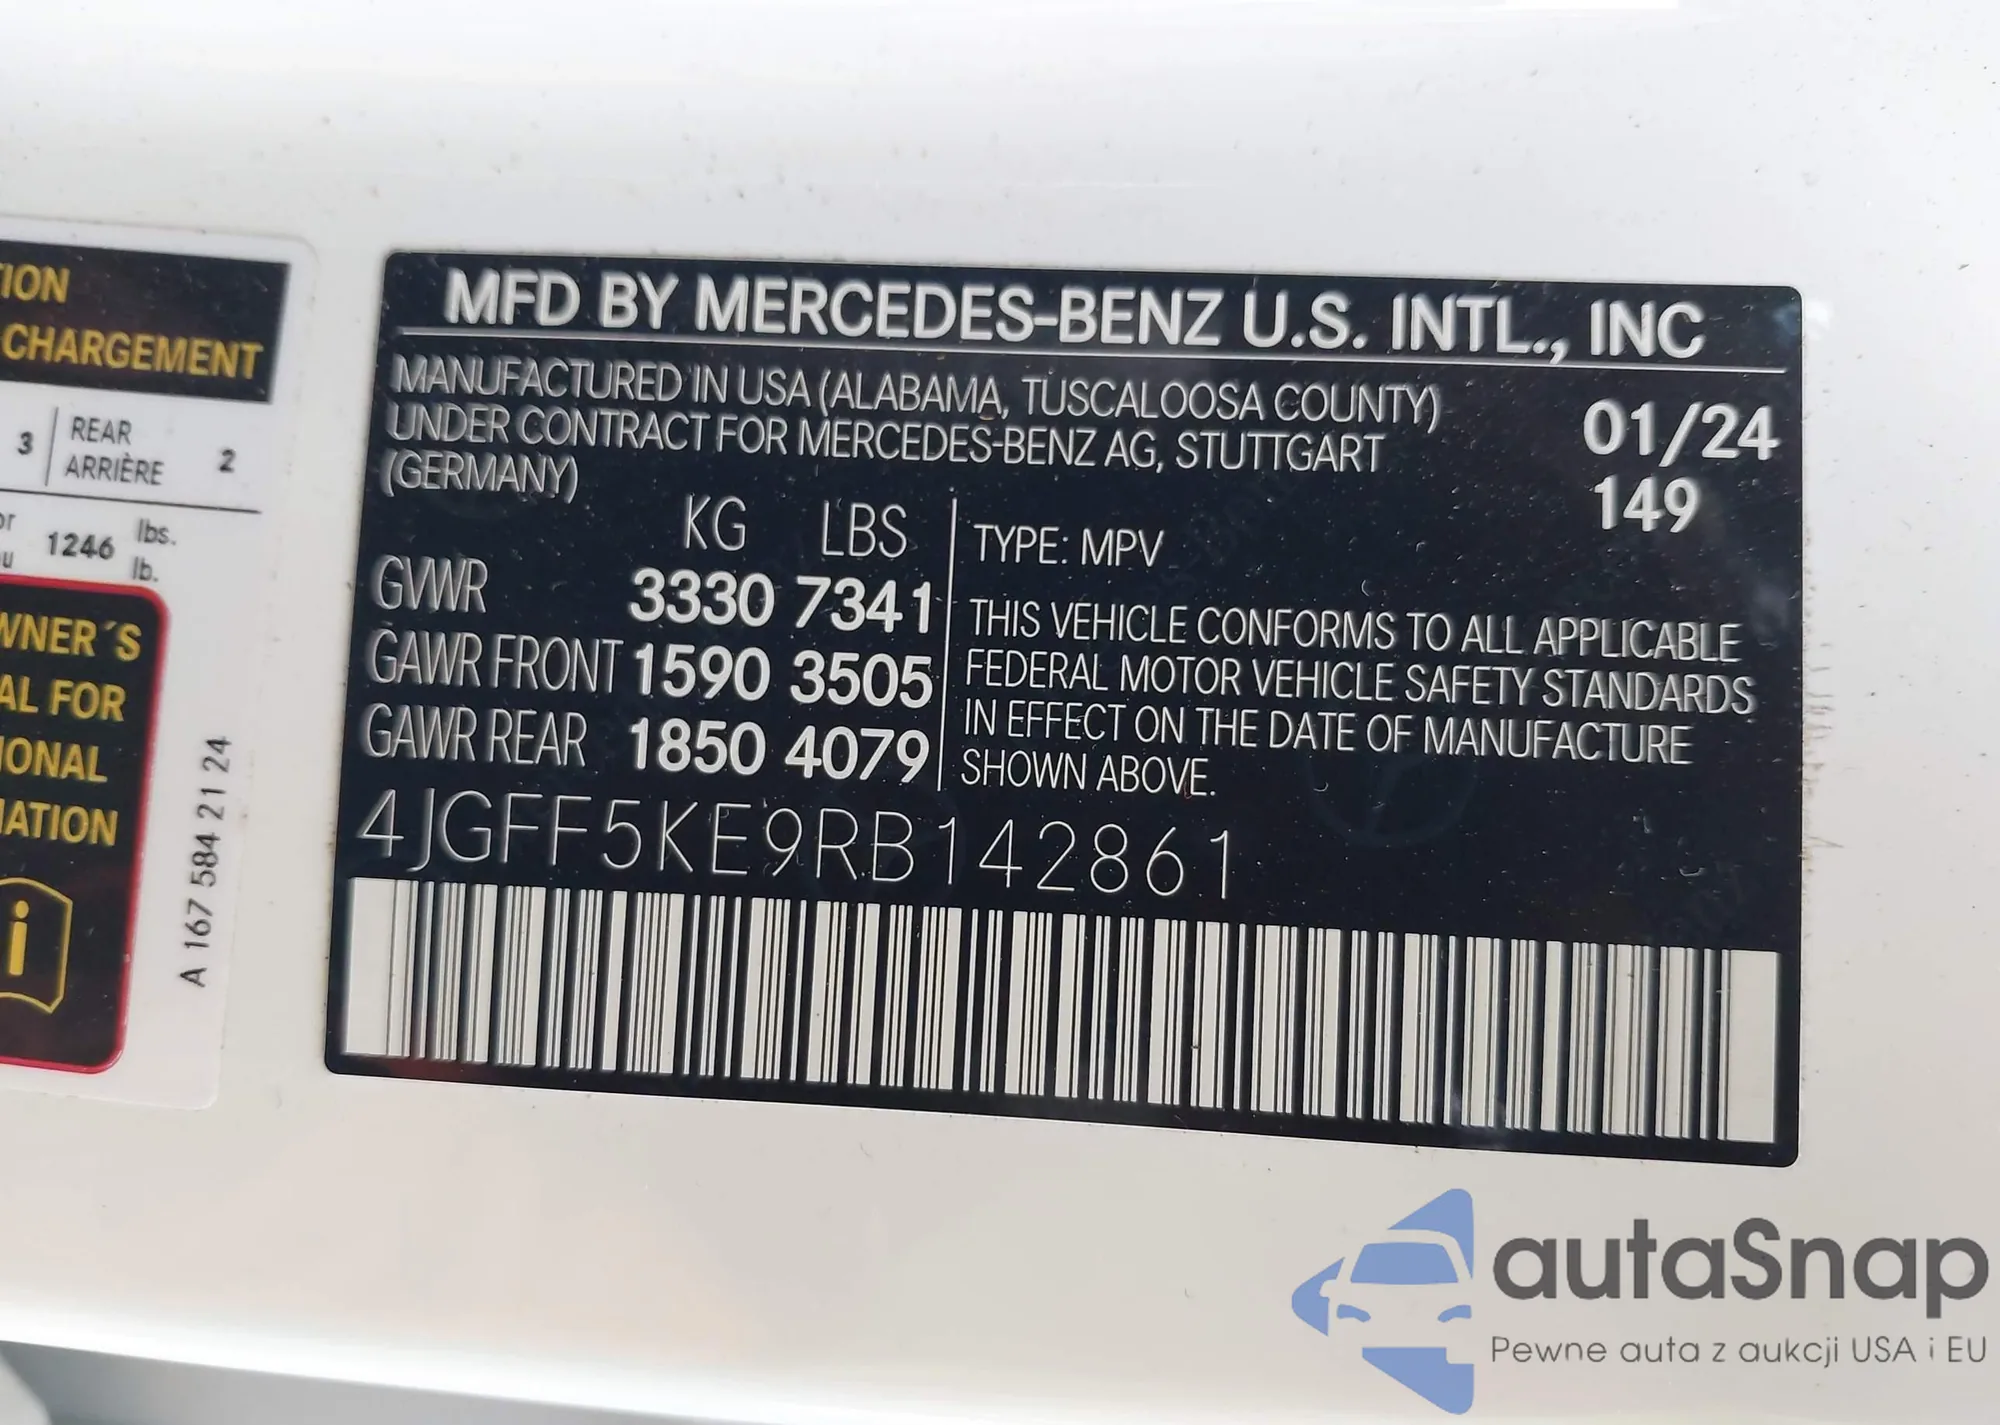 TION
CHARGEMENT
3 REAR
ARRIÈRE 2
1246 lbs.
lb.
WNER´S
AL FOR
IONAL
MATION
i
A 167 584 21 24
MFD BY MERCEDES-BENZ U.S. INTL., INC
MANUFACTURED IN USA (ALABAMA, TUSCALOOSA COUNTY)
UNDER CONTRACT FOR MERCEDES-BENZ AG, STUTTGART
(GERMANY)
01/24
149
KG LBS
GVWR 3330 7341
GAWR FRONT 1590 3505
GAWR REAR 1850 4079
TYPE: MPV
THIS VEHICLE CONFORMS TO ALL APPLICABLE
FEDERAL MOTOR VEHICLE SAFETY STANDARDS
IN EFFECT ON THE DATE OF MANUFACTURE
SHOWN ABOVE.
4JGFF5KE9RB142861
autaSnap
Pewne auta z aukcji USA i EU